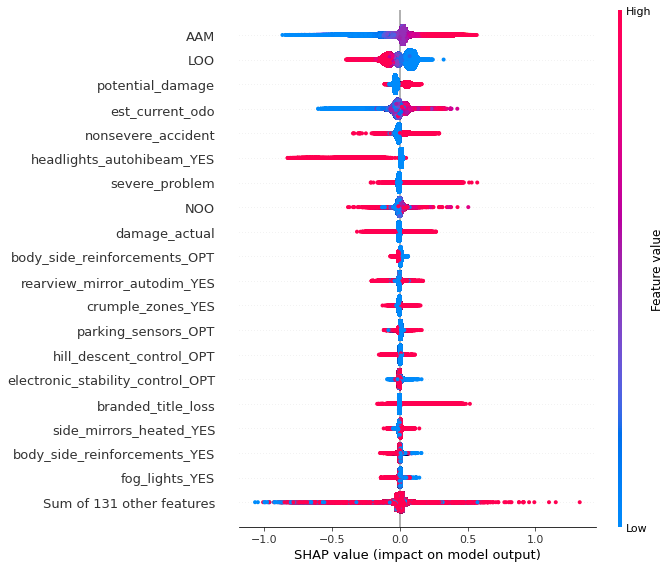 High
AAM
LOO
potential_damage
est_current_odo
nonsevere_accident
headlights_autohibeam_YES
severe_problem
NOO
damage_actual
body_side_reinforcements_OPT
rearview_mirror_autodim_YES
crumple_zones_YES
parking_sensors_OPT
hill_descent_control_OPT
electronic_stability_control_OPT
branded_title_loss
side_mirrors_heated_YES
body_side_reinforcements_YES
fog_lights_YES
Sum of 131 other features
Feature value
Low
−1.0 −0.5 0.0 0.5 1.0
SHAP value (impact on model output)